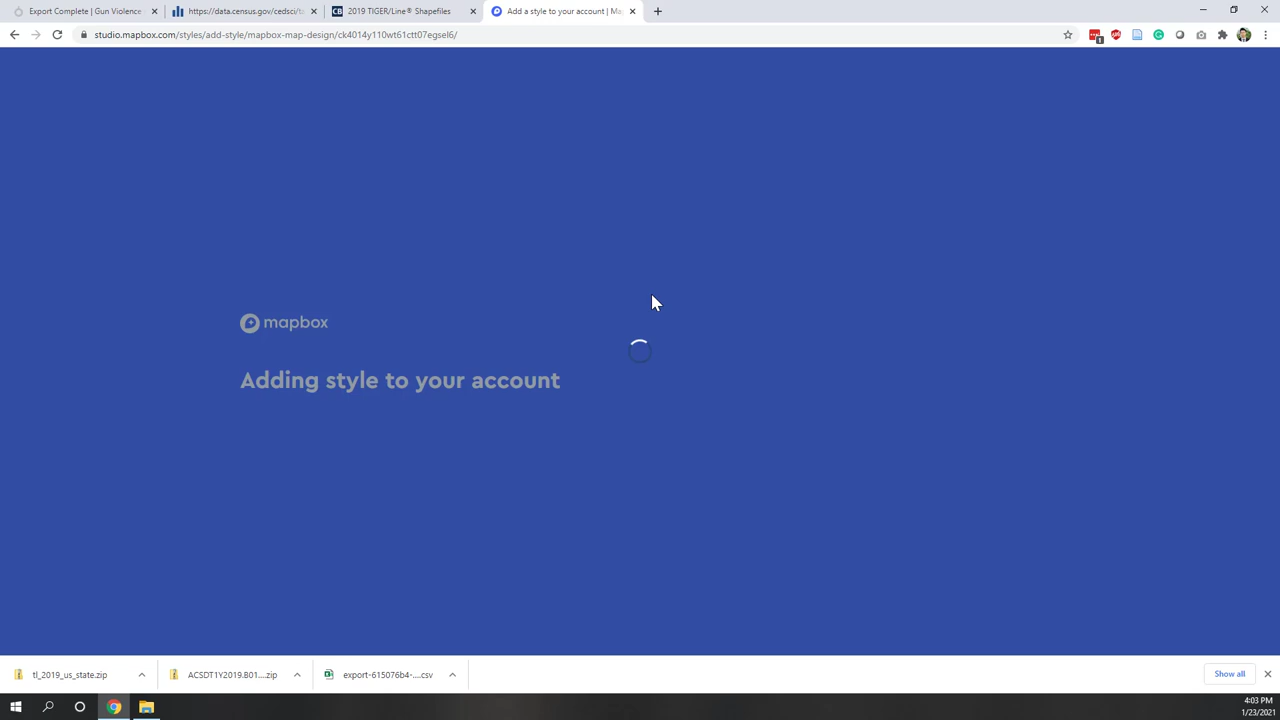 Export Complete | Gun Violence
https://data.census.gov/cedsci/ta
CB 2019 TIGER/Line® Shapefiles
Add a style to your account | Ma
studio.mapbox.com/styles/add-style/mapbox-map-design/ck4014y110wt61ctt07egsel6/
mapbox
Adding style to your account
tl_2019_us_state.zip
ACSDT1Y2019.B01....zip
export-615076b4-....csv
Show all
4:03 PM
1/23/2021